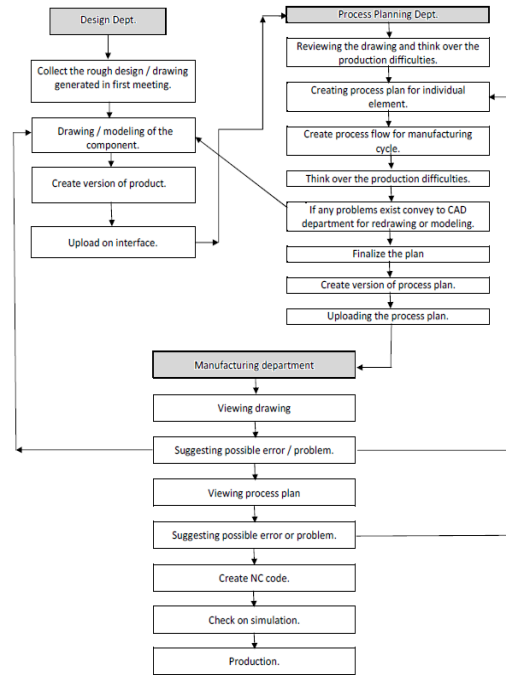 Design Dept.
Collect the rough design / drawing
generated in first meeting.
Drawing / modeling of the
component.
Create version of product.
Upload on interface.
Process Planning Dept.
Reviewing the drawing and think over the
production difficulties.
Creating process plan for individual
element.
Create process flow for manufacturing
cycle.
Think over the production difficulties.
If any problems exist convey to CAD
department for redrawing or modeling.
Finalize the plan
Create version of process plan.
Uploading the process plan.
Manufacturing department
Viewing drawing
Suggesting possible error / problem.
Viewing process plan
Suggesting possible error or problem.
Create NC code.
Check on simulation.
Production.